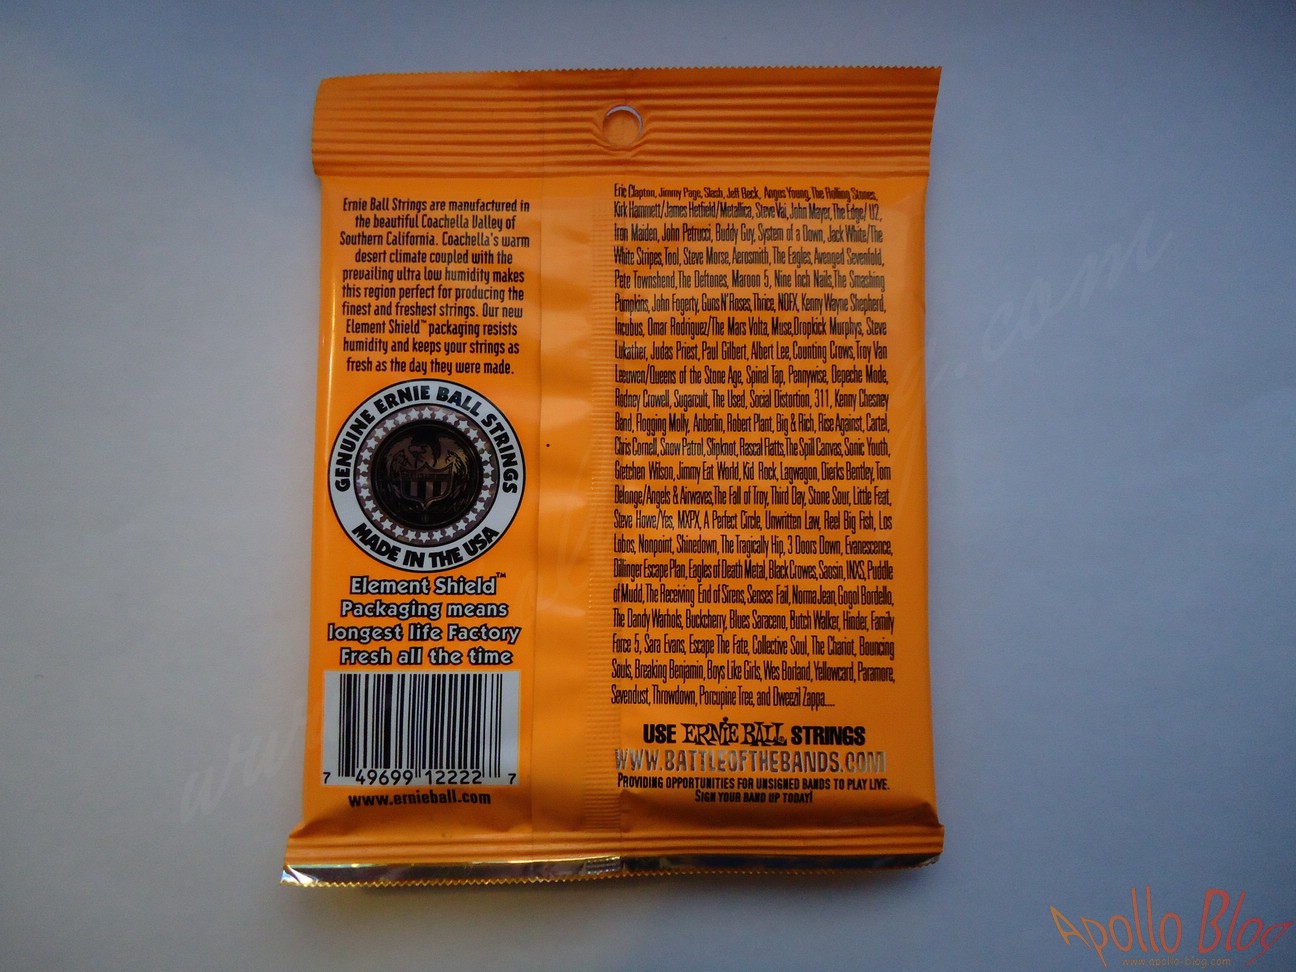 Ernie Ball Strings are manufactured in
the beautiful Coachella Valley of
Southern California. Coachella's warm
desert climate coupled with the
prevailing ultra low humidity makes
this region perfect for producing the
finest and freshest strings. Our new
Element Shield™ packaging resists
humidity and keeps your strings as
fresh as the day they were made.
GENUINE ERNIE BALL STRINGS
MADE IN THE USA
Element Shield™
Packaging means
longest life Factory
Fresh all the time
7 49699 12222 7
www.ernieball.com
Eric Clapton, Jimmy Page, Slash, Jeff Beck, Angus Young, The Rolling Stones,
Kirk Hammett/James Hetfield/Metallica, Steve Vai, John Mayer, The Edge/ U2,
Iron Maiden, John Petrucci, Buddy Guy, System of a Down, Jack White/The
White Stripes, Tool, Steve Morse, Aerosmith, The Eagles, Avenged Sevenfold,
Pete Townshend, The Deftones, Maroon 5, Nine Inch Nails, The Smashing
Pumpkins, John Fogerty, Guns N' Roses, Thrice, NOFX, Kenny Wayne Shepherd,
Incubus, Omar Rodriguez/The Mars Volta, Muse, Dropkick Murphys, Steve
Lukather, Judas Priest, Paul Gilbert, Albert Lee, Counting Crows, Troy Van
Leeuwen/Queens of the Stone Age, Spinal Tap, Pennywise, Depeche Mode,
Rodney Crowell, Sugarcult, The Used, Social Distortion, 311, Kenny Chesney
Band, Flogging Molly, Anberlin, Robert Plant, Big & Rich, Rise Against, Cartel,
Chris Cornell, Snow Patrol, Slipknot, Rascal Flatts, The Spill Canvas, Sonic Youth,
Gretchen Wilson, Jimmy Eat World, Kid Rock, Lagwagon, Dierks Bentley, Tom
Delonge/Angels & Airwaves, The Fall of Troy, Third Day, Stone Sour, Little Feat,
Steve Howe/Yes, MXPX, A Perfect Circle, Unwritten Law, Reel Big Fish, Los
Lobos, Nonpoint, Shinedown, The Tragically Hip, 3 Doors Down, Evanescence,
Dillinger Escape Plan, Eagles of Death Metal, Black Crowes, Saosin, INXS, Puddle
of Mudd, The Receiving End of Sirens, Senses Fail, Norma Jean, Gogol Bordello,
The Dandy Warhols, Buckcherry, Blues Saraceno, Butch Walker, Hinder, Family
Force 5, Sara Evans, Escape The Fate, Collective Soul, The Chariot, Bouncing
Souls, Breaking Benjamin, Boys Like Girls, Wes Borland, Yellowcard, Paramore,
Sevendust, Throwdown, Porcupine Tree, and Dweezil Zappa....
USE ERNIE BALL® STRINGS
WWW.BATTLEOFTHEBANDS.COM
PROVIDING OPPORTUNITIES FOR UNSIGNED BANDS TO PLAY LIVE.
SIGN YOUR BAND UP TODAY!
Apollo Blog
www.apollo-blog.com